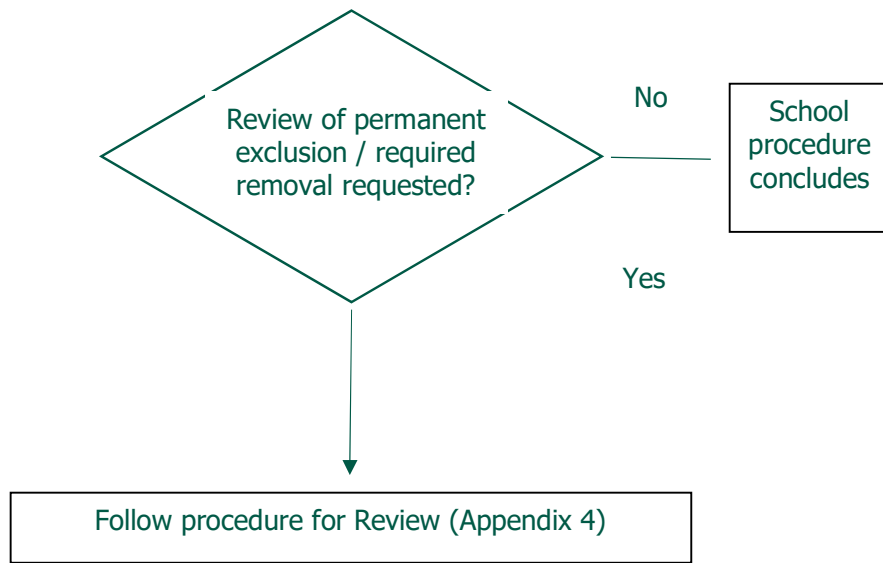 Review of permanent
exclusion / required
removal requested?
No
School
procedure
concludes
Yes
Follow procedure for Review (Appendix 4)